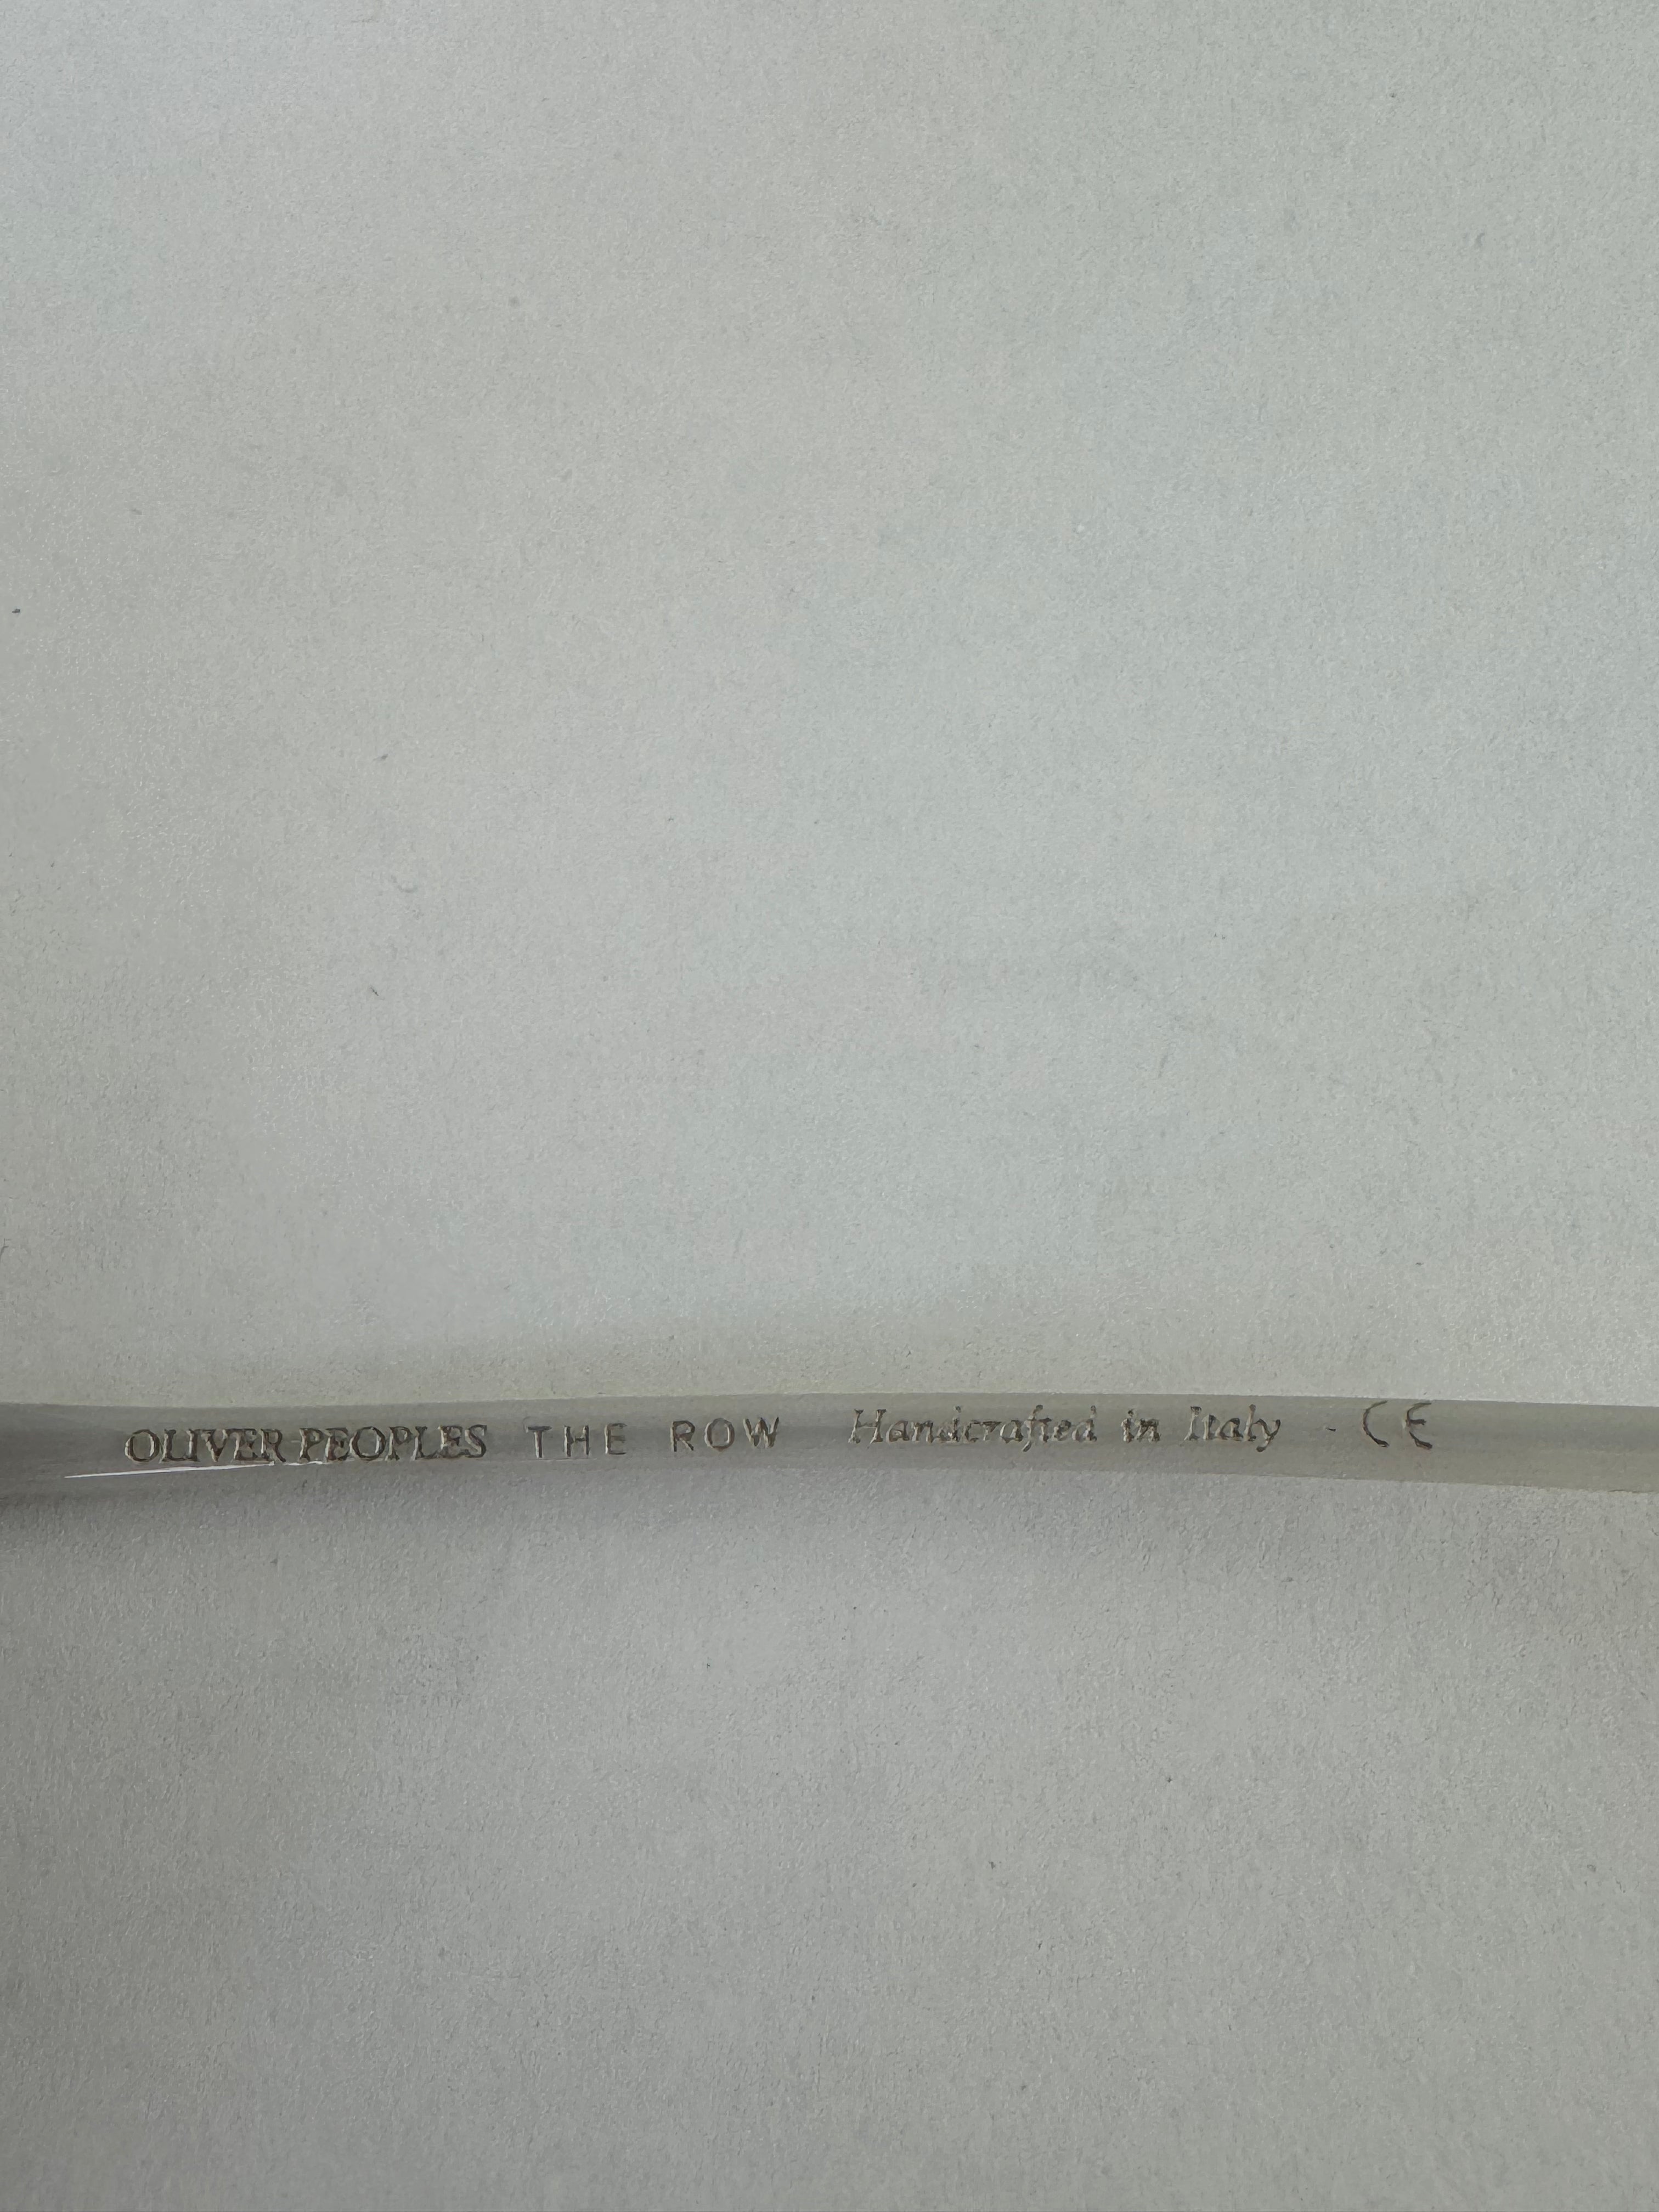 OLIVER PEOPLES THE ROW Handcrafted in Italy - CE